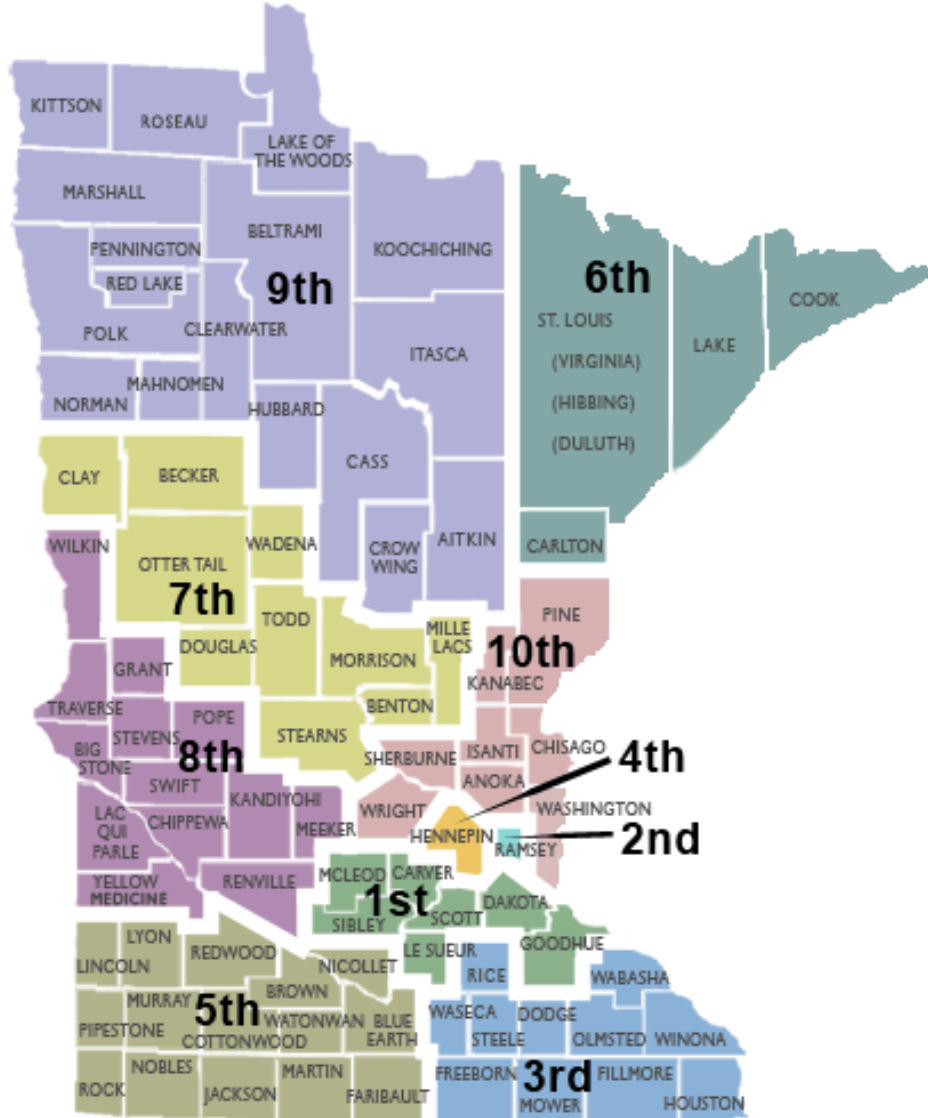 KITTSON
ROSEAU
LAKE OF
THE WOODS
MARSHALL
BELTRAMI
KOOCHICHING
PENNINGTON
RED LAKE
9th
6th
COOK
POLK
CLEARWATER
ST. LOUIS
LAKE
ITASCA
(VIRGINIA)
MAHNOMEN
NORMAN
HUBBARD
(HIBBING)
(DULUTH)
CASS
CLAY
BECKER
WILKIN
WADENA
CROW
WING
AITKIN
CARLTON
OTTER TAIL
7th
TODD
PINE
MILLE
LACS
DOUGLAS
MORRISON
10th
GRANT
KANABEC
TRAVERSE
POPE
BENTON
STEVENS
STEARNS
BIG
STONE
8th
SHERBURNE
ISANTI
CHISAGO
4th
SWIFT
ANOKA
KANDIYOHI
WRIGHT
WASHINGTON
LAC
QUI
PARLE
CHIPPEWA
MEEKER
HENNEPIN
RAMSEY
2nd
YELLOW
MEDICINE
RENVILLE
MCLEOD
CARVER
1st
SIBLEY
SCOTT
DAKOTA
LYON
REDWOOD
LE SUEUR
GOODHUE
LINCOLN
NICOLLET
RICE
WABASHA
MURRAY
BROWN
5th
PIPESTONE
WATONWAN
COTTONWOOD
BLUE
EARTH
WASECA
DODGE
STEELE
OLMSTED
WINONA
ROCK
NOBLES
JACKSON
MARTIN
FARIBAULT
FREEBORN
3rd
MOWER
FILLMORE
HOUSTON